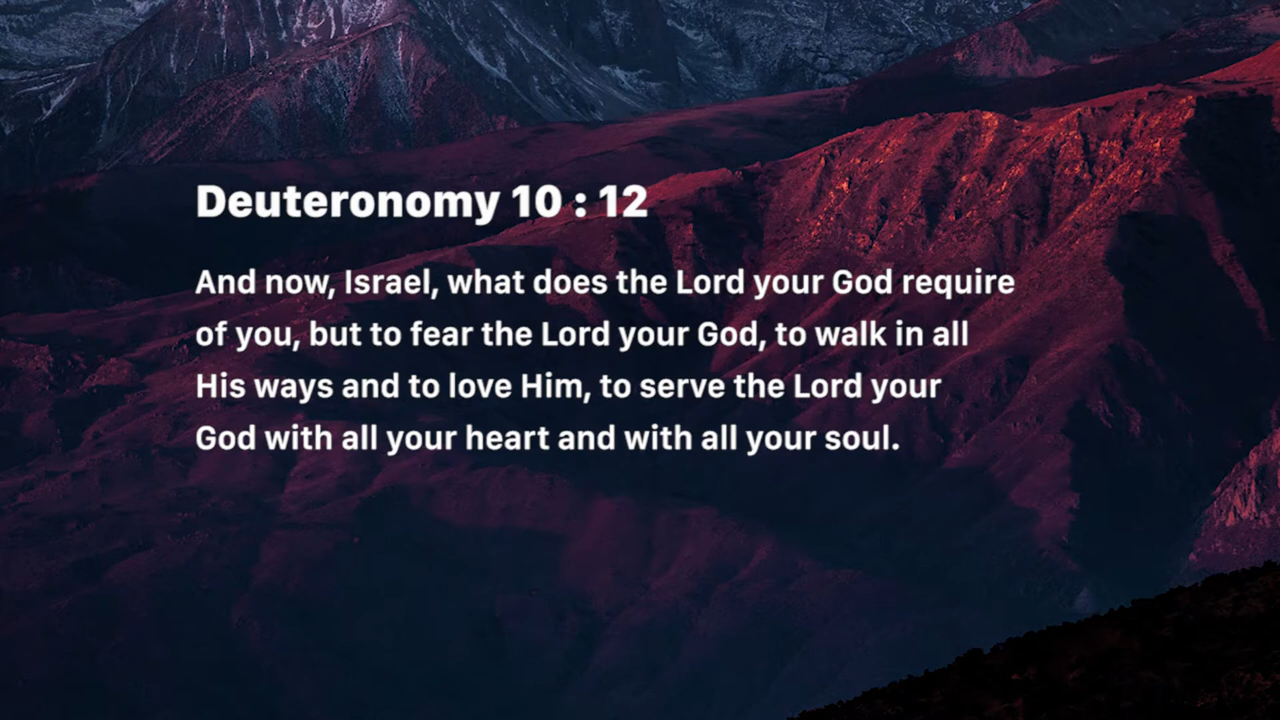 Deuteronomy 10 : 12
And now, Israel, what does the Lord your God require
of you, but to fear the Lord your God, to walk in all
His ways and to love Him, to serve the Lord your
God with all your heart and with all your soul.